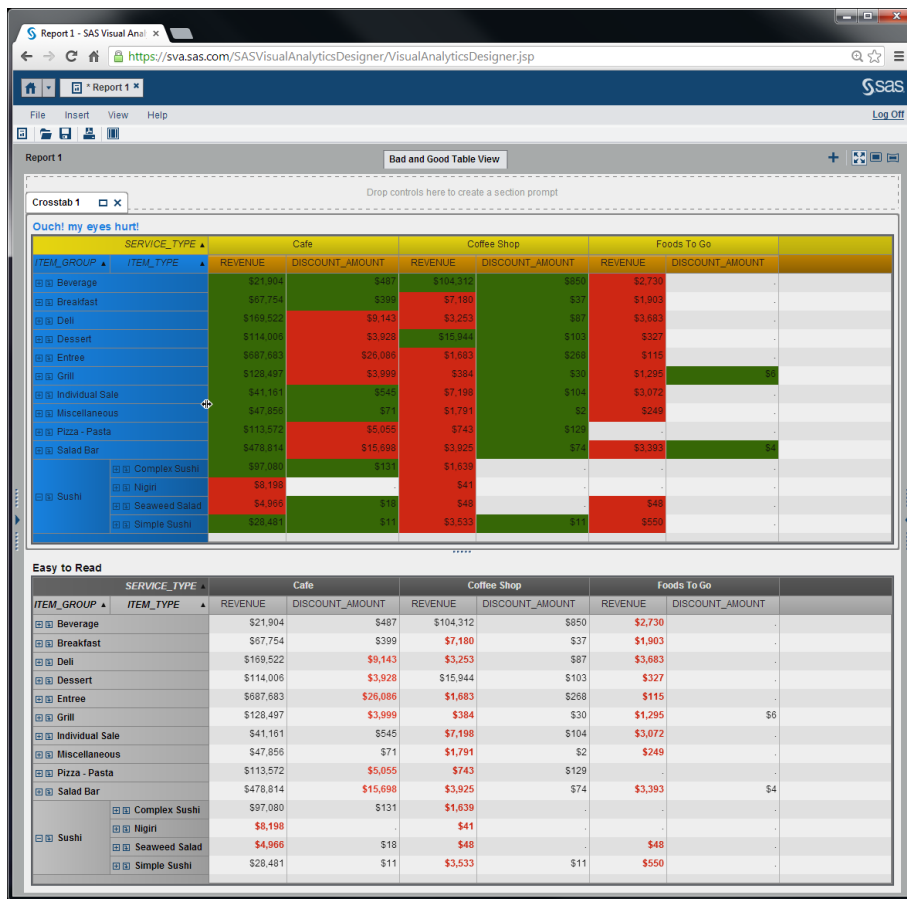 Report 1 - SAS Visual Anal
https://sva.sas.com/SASVisualAnalyticsDesigner/VisualAnalyticsDesigner.jsp
* Report 1
sas
File Insert View Help Log Off
Report 1 Bad and Good Table View
Drop controls here to create a section prompt
Crosstab 1
Ouch! my eyes hurt!
SERVICE_TYPE Cafe Coffee Shop Foods To Go
ITEM_GROUP ITEM_TYPE REVENUE DISCOUNT_AMOUNT REVENUE DISCOUNT_AMOUNT REVENUE DISCOUNT_AMOUNT
Beverage $21,904 $487 $104,312 $850 $2,730 .
Breakfast $67,754 $399 $7,180 $37 $1,903 .
Deli $169,522 $9,143 $3,253 $87 $3,683 .
Dessert $114,006 $3,928 $15,944 $103 $327 .
Entree $687,683 $26,086 $1,683 $268 $115 .
Grill $128,497 $3,999 $384 $30 $1,295 $6
Individual Sale $41,161 $545 $7,198 $104 $3,072 .
Miscellaneous $47,856 $71 $1,791 $2 $249 .
Pizza - Pasta $113,572 $5,055 $743 $129 . .
Salad Bar $478,814 $15,698 $3,925 $74 $3,393 $4
Sushi Complex Sushi $97,080 $131 $1,639 . . .
Nigiri $8,198 . $41 . . .
Seaweed Salad $4,966 $18 $48 . $48 .
Simple Sushi $28,481 $11 $3,533 $11 $550 .
Easy to Read
SERVICE_TYPE Cafe Coffee Shop Foods To Go
ITEM_GROUP ITEM_TYPE REVENUE DISCOUNT_AMOUNT REVENUE DISCOUNT_AMOUNT REVENUE DISCOUNT_AMOUNT
Beverage $21,904 $487 $104,312 $850 $2,730 .
Breakfast $67,754 $399 $7,180 $37 $1,903 .
Deli $169,522 $9,143 $3,253 $87 $3,683 .
Dessert $114,006 $3,928 $15,944 $103 $327 .
Entree $687,683 $26,086 $1,683 $268 $115 .
Grill $128,497 $3,999 $384 $30 $1,295 $6
Individual Sale $41,161 $545 $7,198 $104 $3,072 .
Miscellaneous $47,856 $71 $1,791 $2 $249 .
Pizza - Pasta $113,572 $5,055 $743 $129 . .
Salad Bar $478,814 $15,698 $3,925 $74 $3,393 $4
Sushi Complex Sushi $97,080 $131 $1,639 . . .
Nigiri $8,198 . $41 . . .
Seaweed Salad $4,966 $18 $48 . $48 .
Simple Sushi $28,481 $11 $3,533 $11 $550 .